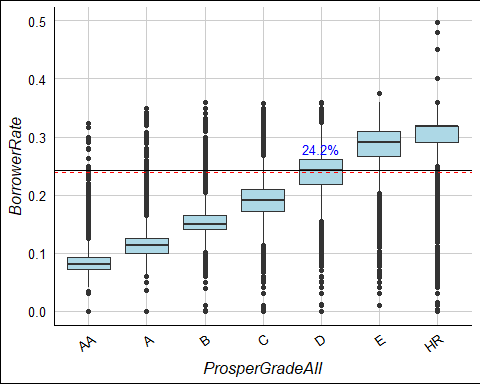 0.5
0.4
0.3
0.2
0.1
0.0
BorrowerRate
24.2%
AA
A
B
C
D
E
HR
ProsperGradeAll